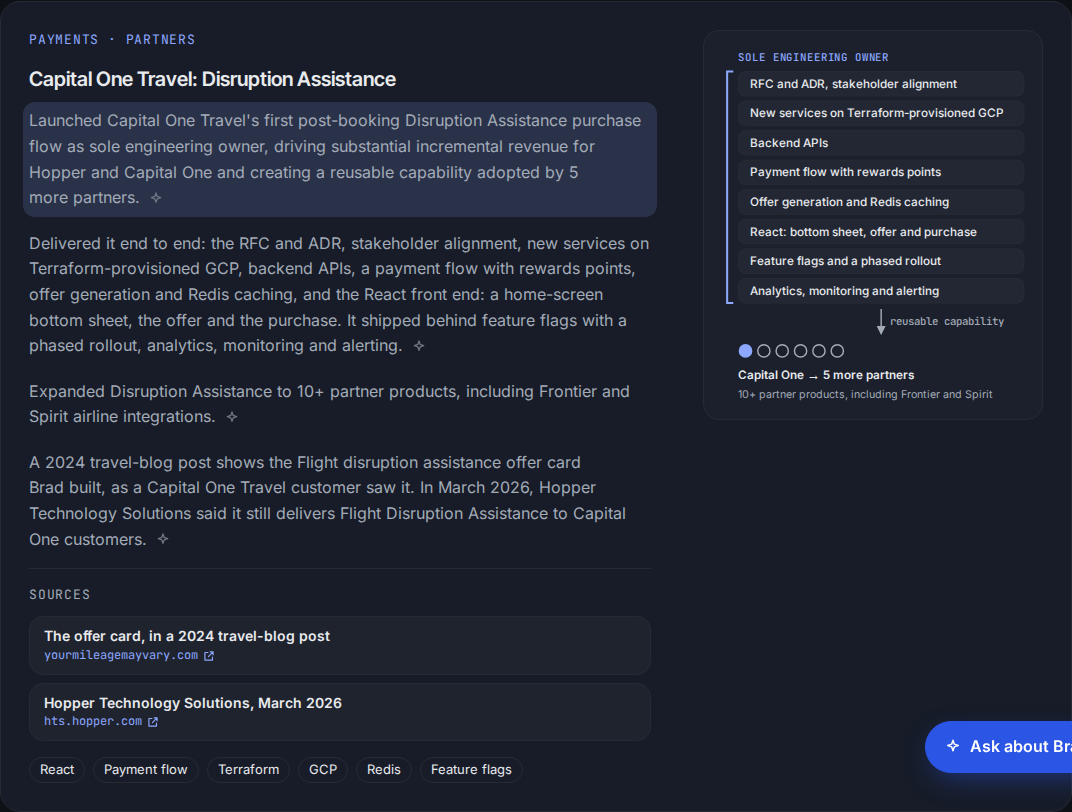 PAYMENTS · PARTNERS
Capital One Travel: Disruption Assistance
Launched Capital One Travel's first post-booking Disruption Assistance purchase
flow as sole engineering owner, driving substantial incremental revenue for
Hopper and Capital One and creating a reusable capability adopted by 5
more partners.
Delivered it end to end: the RFC and ADR, stakeholder alignment, new services on
Terraform-provisioned GCP, backend APIs, a payment flow with rewards points,
offer generation and Redis caching, and the React front end: a home-screen
bottom sheet, the offer and the purchase. It shipped behind feature flags with a
phased rollout, analytics, monitoring and alerting.
Expanded Disruption Assistance to 10+ partner products, including Frontier and
Spirit airline integrations.
A 2024 travel-blog post shows the Flight disruption assistance offer card
Brad built, as a Capital One Travel customer saw it. In March 2026, Hopper
Technology Solutions said it still delivers Flight Disruption Assistance to Capital
One customers.
SOURCES
The offer card, in a 2024 travel-blog post
yourmileagemayvary.com
Hopper Technology Solutions, March 2026
hts.hopper.com
React
Payment flow
Terraform
GCP
Redis
Feature flags
SOLE ENGINEERING OWNER
RFC and ADR, stakeholder alignment
New services on Terraform-provisioned GCP
Backend APIs
Payment flow with rewards points
Offer generation and Redis caching
React: bottom sheet, offer and purchase
Feature flags and a phased rollout
Analytics, monitoring and alerting
reusable capability
Capital One → 5 more partners
10+ partner products, including Frontier and Spirit
Ask about